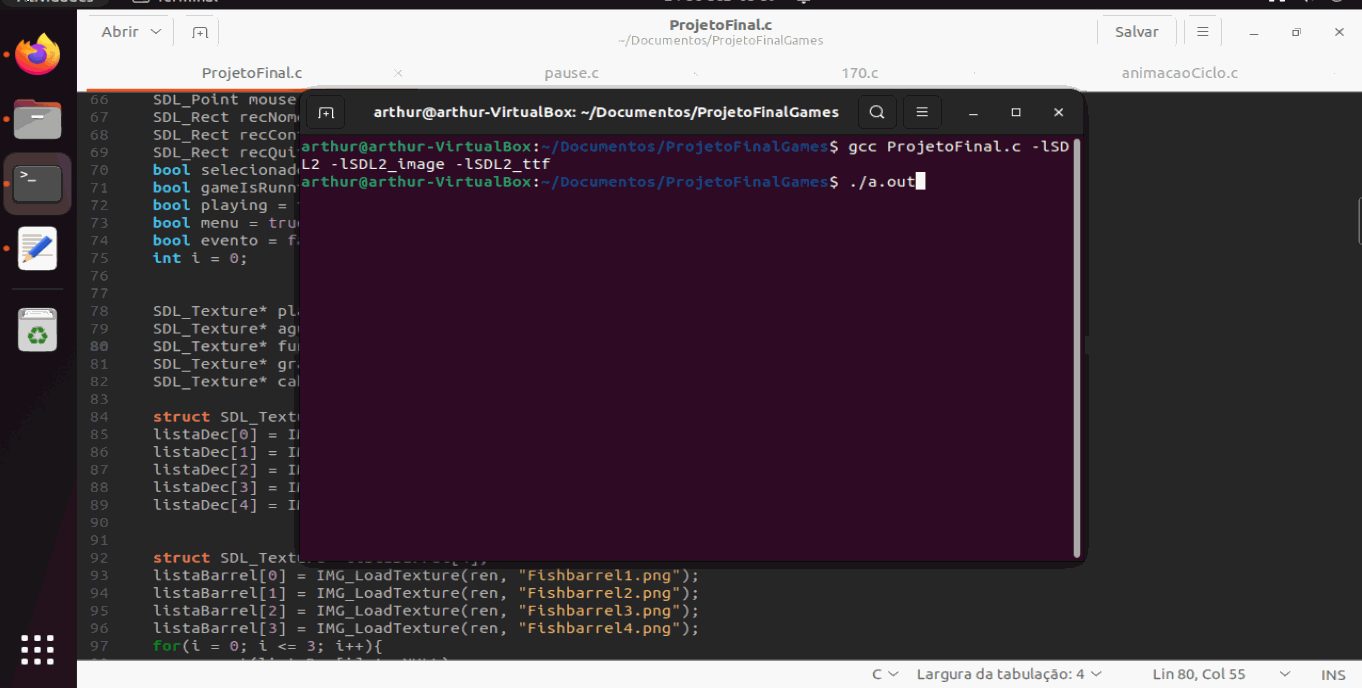 Terminal
Abrir
ProjetoFinal.c
~/Documentos/ProjetoFinalGames
Salvar
ProjetoFinal.c
pause.c
170.c
animacaoCiclo.c
arthur@arthur-VirtualBox: ~/Documentos/ProjetoFinalGames
arthur@arthur-VirtualBox:~/Documentos/ProjetoFinalGames$ gcc ProjetoFinal.c -lSD
L2 -lSDL2_image -lSDL2_ttf
arthur@arthur-VirtualBox:~/Documentos/ProjetoFinalGames$ ./a.out
66 SDL_Point mouse
67 SDL_Rect recNom
68 SDL_Rect recCon
69 SDL_Rect recQui
70 bool selecionad
71 bool gameIsRunn
72 bool playing =
73 bool menu = true
74 bool evento = f
75 int i = 0;
76
77
78 SDL_Texture* pl
79 SDL_Texture* ag
80 SDL_Texture* fu
81 SDL_Texture* gr
82 SDL_Texture* ca
83
84 struct SDL_Text
85 listaDec[0] = I
86 listaDec[1] = I
87 listaDec[2] = I
88 listaDec[3] = I
89 listaDec[4] = I
90
91
92 struct SDL_Text
93 listaBarrel[0] = IMG_LoadTexture(ren, "Fishbarrel1.png");
94 listaBarrel[1] = IMG_LoadTexture(ren, "Fishbarrel2.png");
95 listaBarrel[2] = IMG_LoadTexture(ren, "Fishbarrel3.png");
96 listaBarrel[3] = IMG_LoadTexture(ren, "Fishbarrel4.png");
97 for(i = 0; i <= 3; i++){
C
Largura da tabulação: 4
Lin 80, Col 55
INS